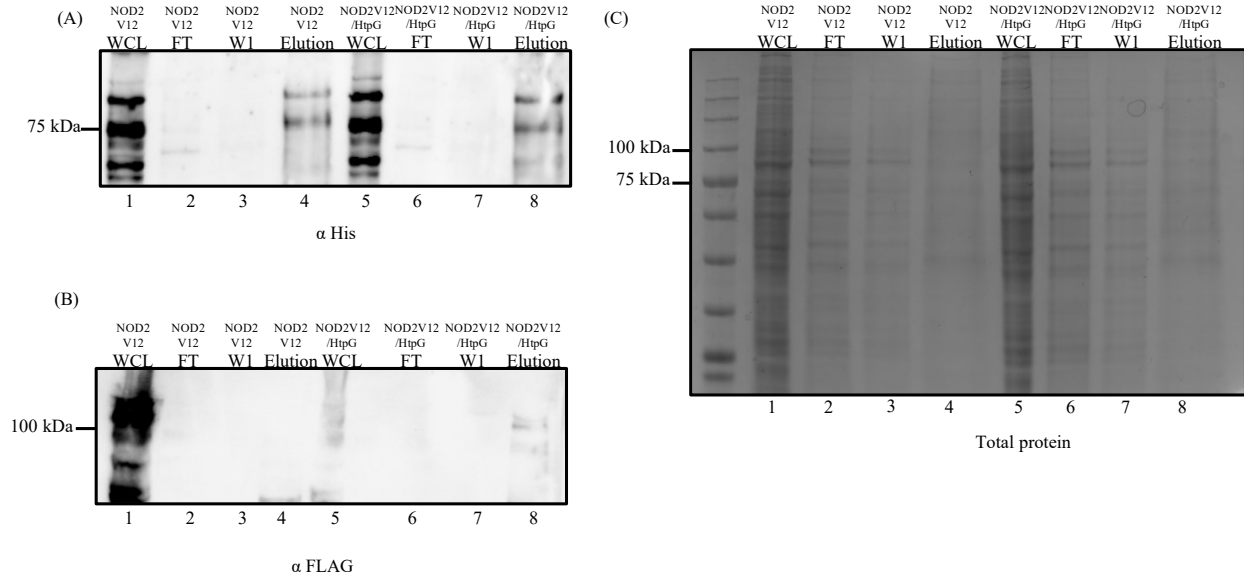 (A)
NOD2 NOD2 NOD2 NOD2 NOD2V12 NOD2V12 NOD2V12 NOD2V12
V12 V12 V12 V12 /HtpG /HtpG /HtpG /HtpG
WCL FT W1 Elution WCL FT W1 Elution
75 kDa
1 2 3 4 5 6 7 8
α His
(B)
NOD2 NOD2 NOD2 NOD2 NOD2V12 NOD2V12 NOD2V12 NOD2V12
V12 V12 V12 V12 /HtpG /HtpG /HtpG /HtpG
WCL FT W1 Elution WCL FT W1 Elution
100 kDa
1 2 3 4 5 6 7 8
α FLAG
(C)
NOD2 NOD2 NOD2 NOD2 NOD2V12 NOD2V12 NOD2V12 NOD2V12
V12 V12 V12 V12 /HtpG /HtpG /HtpG /HtpG
WCL FT W1 Elution WCL FT W1 Elution
100 kDa
75 kDa
1 2 3 4 5 6 7 8
Total protein